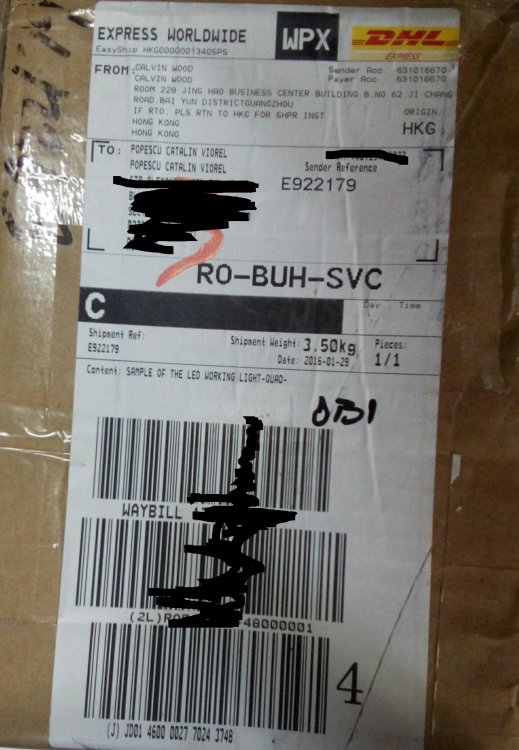 EXPRESS WORLDWIDE
EasyShip HKG0000001340SPS
WPX
DHL
EXPRESS
FROM: CALVIN WOOD
CALVIN WOOD
ROOM 228 JING HAO BUSINESS CENTER BUILDING B.NO 62 JI CHANG
ROAD.BAI YUN DISTRICTGUANGZHOU
IF RTO. PLS RTN TO HKG FOR SHPR INST
HONG KONG
HONG KONG
Sender Acc 631016670
Payer Acc 631016670
ORIGIN
HKG
TO: POPESCU CATALIN VIOREL
POPESCU CATALIN VIOREL
Sender Reference
E922179
RO-BUH-SVC
C
Day Time
Shipment Ref:
E922179
Shipment Weight: 3.50kg
Date: 2016-01-29
Pieces:
1/1
Content: SAMPLE OF THE LED WORKING LIGHT-QUAD-
WAYBILL
-48000001
4
(J) JD01 4600 0027 7024 3748